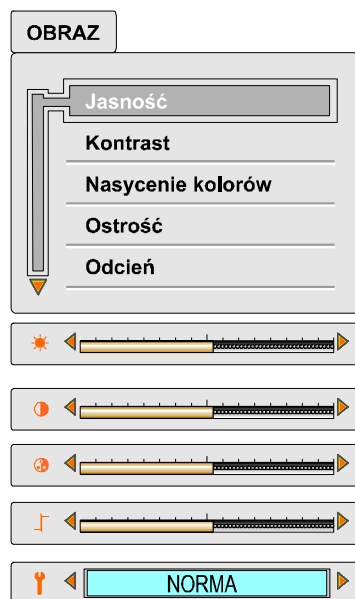 OBRAZ
Jasność
Kontrast
Nasycenie kolorów
Ostrość
Odcień
NORMA